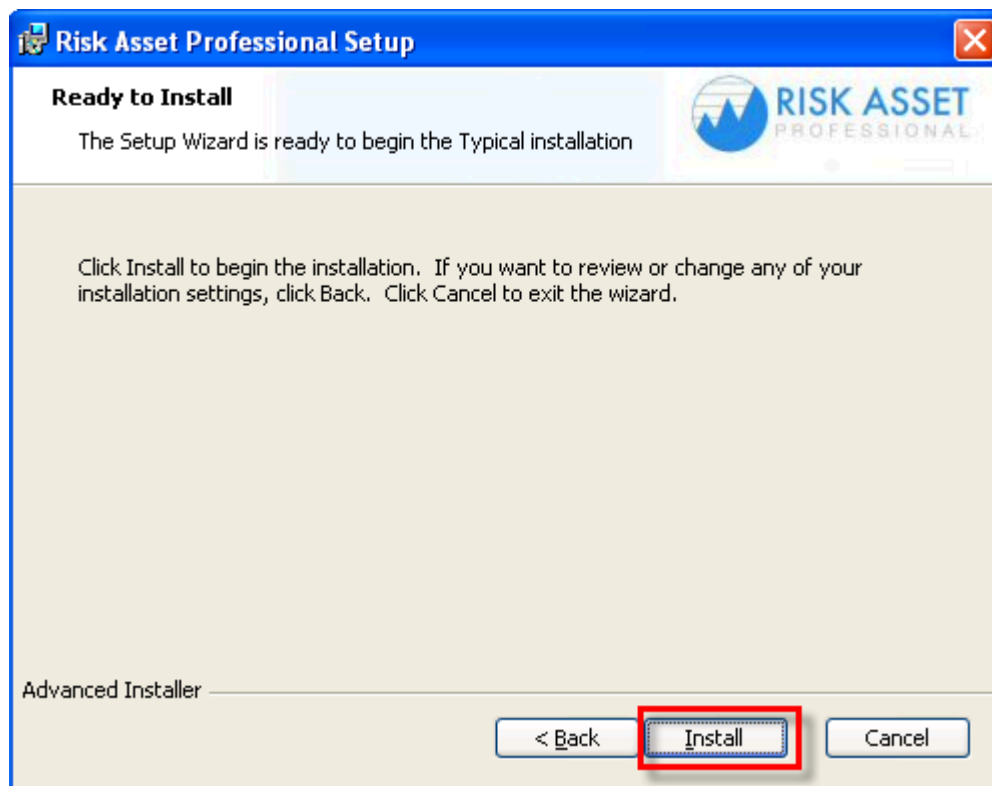 Risk Asset Professional Setup
Ready to Install
The Setup Wizard is ready to begin the Typical installation
RISK ASSET
PROFESSIONAL
Click Install to begin the installation.  If you want to review or change any of your
installation settings, click Back.  Click Cancel to exit the wizard.
Advanced Installer
< Back
Install
Cancel